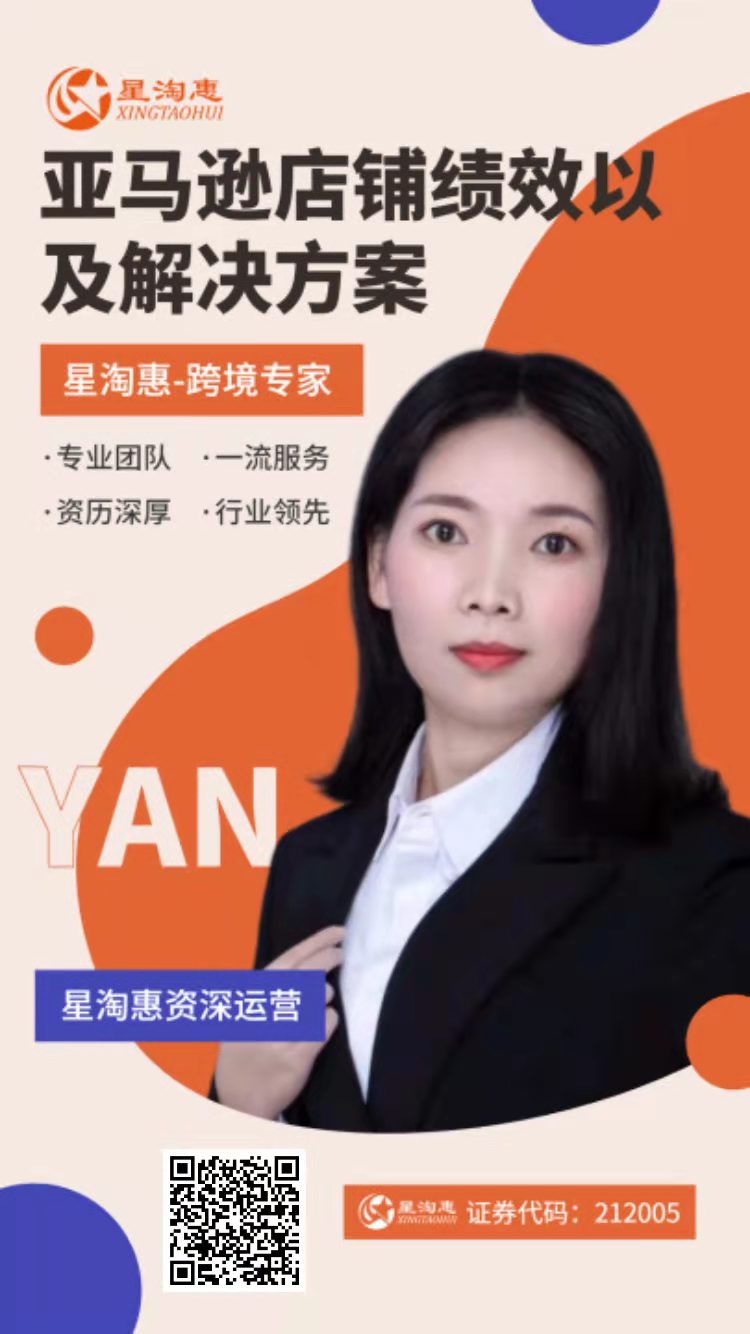 星淘惠
XINGTAOHUI
亚马逊店铺绩效以
及解决方案
星淘惠-跨境专家
·专业团队 ·一流服务
·资历深厚 ·行业领先
YAN
星淘惠资深运营
星淘惠
XINGTAOHUI
证券代码：212005